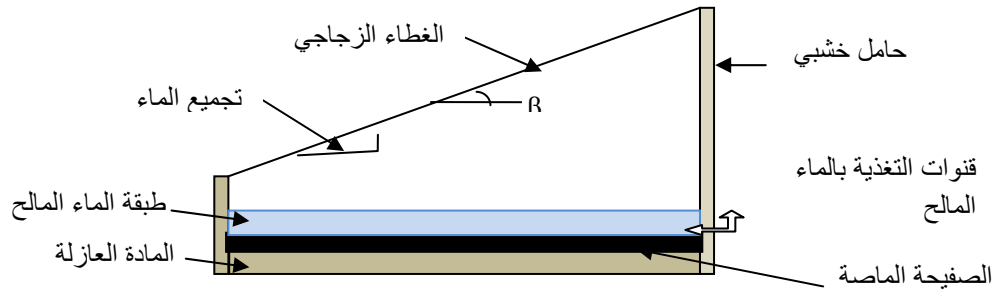 الغطاء الزجاجي
حامل خشبي
تجميع الماء
β
قنوات التغذية بالماء
المالح
طبقة الماء المالح
المادة العازلة
الصفيحة الماصة